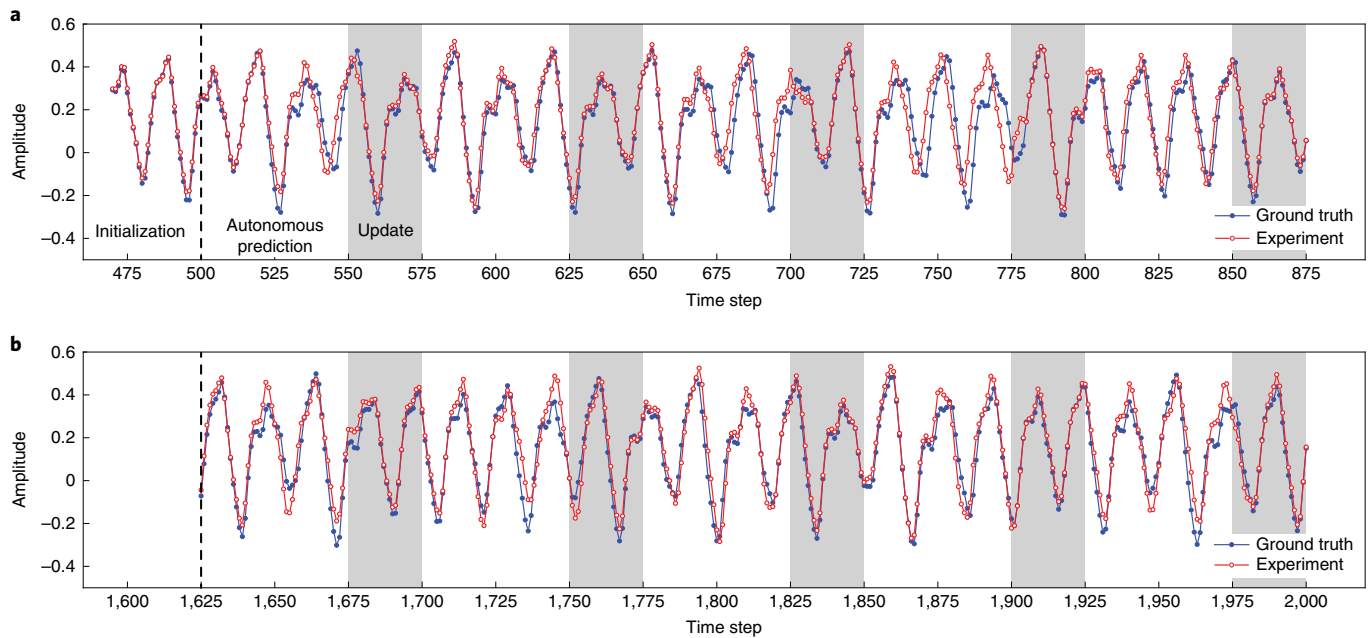 a
0.6
0.4
0.2
0
–0.2
–0.4
Amplitude
Initialization
Autonomous
prediction
Update
Ground truth
Experiment
475 500 525 550 575 600 625 650 675 700 725 750 775 800 825 850 875
Time step
b
0.6
0.4
0.2
0
–0.2
–0.4
Amplitude
Ground truth
Experiment
1,600 1,625 1,650 1,675 1,700 1,725 1,750 1,775 1,800 1,825 1,850 1,875 1,900 1,925 1,950 1,975 2,000
Time step